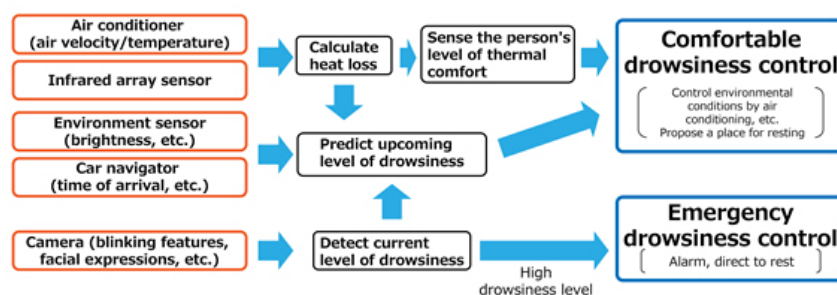 Air conditioner
(air velocity/temperature)
Infrared array sensor
Environment sensor
(brightness, etc.)
Car navigator
(time of arrival, etc.)
Camera (blinking features,
facial expressions, etc.)
Calculate
heat loss
Sense the person's
level of thermal
comfort
Predict upcoming
level of drowsiness
Detect current
level of drowsiness
High
drowsiness level
Comfortable
drowsiness control
Control environmental
conditions by air
conditioning, etc.
Propose a place for resting
Emergency
drowsiness control
Alarm, direct to rest